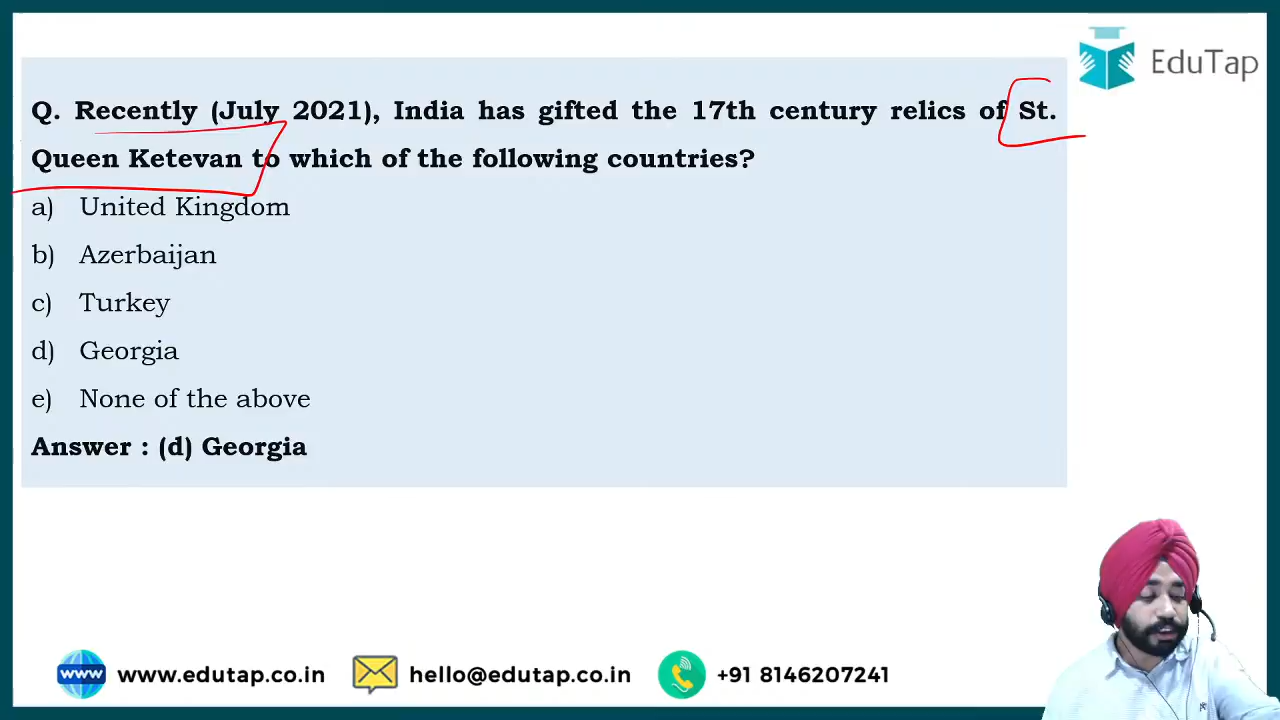 EduTap
Q. Recently (July 2021), India has gifted the 17th century relics of St.
Queen Ketevan to which of the following countries?
a) United Kingdom
b) Azerbaijan
c) Turkey
d) Georgia
e) None of the above
Answer : (d) Georgia
www www.edutap.co.in hello@edutap.co.in +91 8146207241